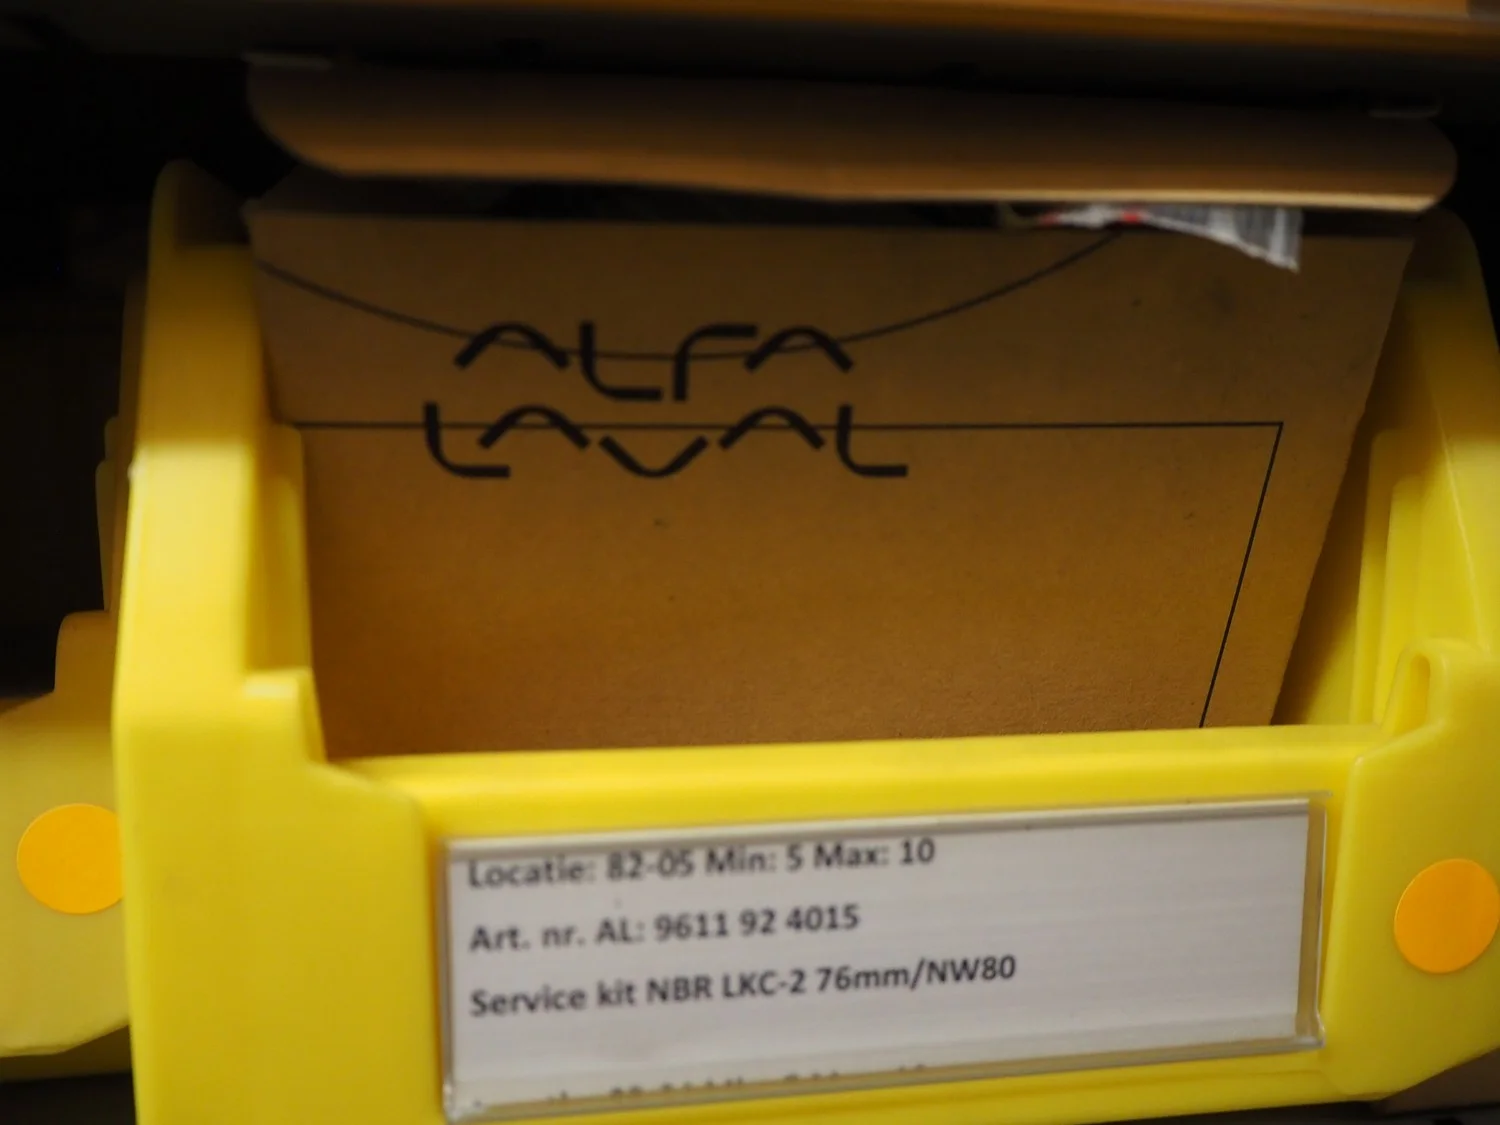 ALFA
LAVAL
Locatie: 82-05 Min: 5 Max: 10
Art. nr. AL: 9611 92 4015
Service kit NBR LKC-2 76mm/NW80